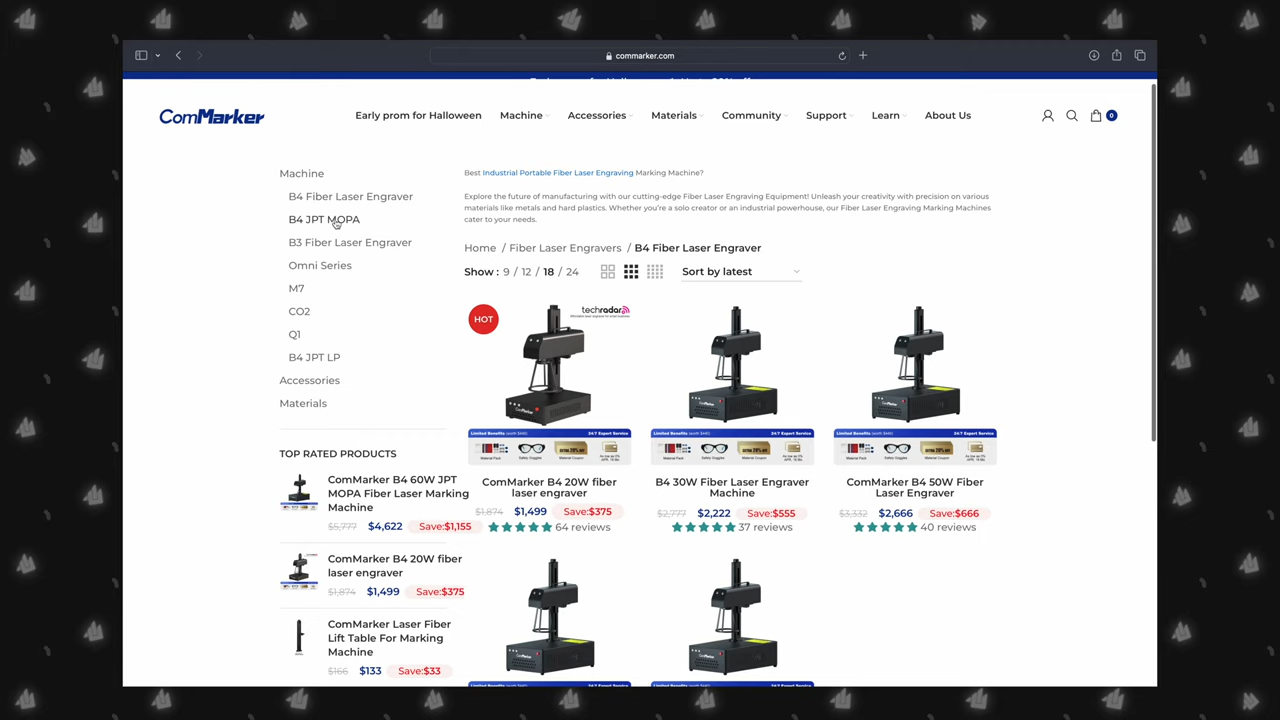 commarker.com
ComMarker
Early prom for Halloween
Machine
Accessories
Materials
Community
Support
Learn
About Us
0
Machine
B4 Fiber Laser Engraver
B4 JPT MOPA
B3 Fiber Laser Engraver
Omni Series
M7
CO2
Q1
B4 JPT LP
Accessories
Materials
TOP RATED PRODUCTS
ComMarker B4 60W JPT
MOPA Fiber Laser Marking
Machine
$5,777 $4,622 Save:$1,155
ComMarker B4 20W fiber
laser engraver
$1,874 $1,499 Save:$375
ComMarker Laser Fiber
Lift Table For Marking
Machine
$166 $133 Save:$33
Best Industrial Portable Fiber Laser Engraving Marking Machine?
Explore the future of manufacturing with our cutting-edge Fiber Laser Engraving Equipment! Unleash your creativity with precision on various
materials like metals and hard plastics. Whether you're a solo creator or an industrial powerhouse, our Fiber Laser Engraving Marking Machines
cater to your needs.
Home / Fiber Laser Engravers / B4 Fiber Laser Engraver
Show : 9 / 12 / 18 / 24
Sort by latest
HOT
techradar
ComMarker B4 20W fiber
laser engraver
$1,874 $1,499 Save:$375
64 reviews
B4 30W Fiber Laser Engraver
Machine
$2,777 $2,222 Save:$555
37 reviews
ComMarker B4 50W Fiber
Laser Engraver
$3,332 $2,666 Save:$666
40 reviews